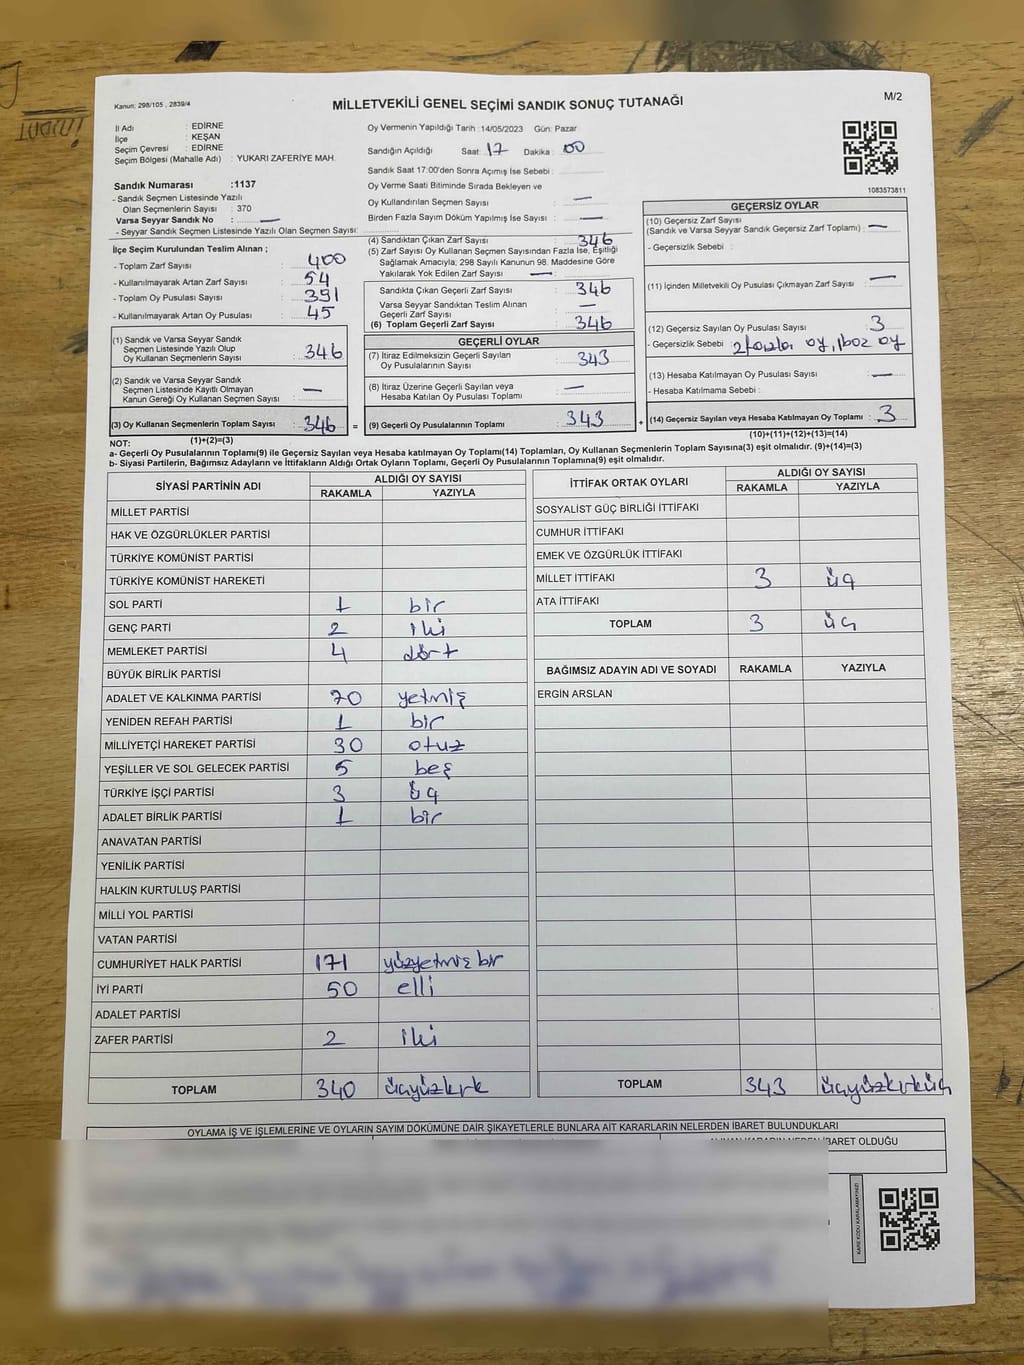 Kanun: 298/105 , 2839/4
MİLLETVEKİLİ GENEL SEÇİMİ SANDIK SONUÇ TUTANAĞI
M/2
İl Adı : EDİRNE
İlçe : KEŞAN
Seçim Çevresi : EDİRNE
Seçim Bölgesi (Mahalle Adı) : YUKARI ZAFERİYE MAH.
Sandık Numarası :1137
- Sandık Seçmen Listesinde Yazılı
Olan Seçmenlerin Sayısı : 370
Varsa Seyyar Sandık No : —
- Seyyar Sandık Seçmen Listesinde Yazılı Olan Seçmen Sayısı:
Oy Vermenin Yapıldığı Tarih :14/05/2023 Gün: Pazar
Sandığın Açıldığı Saat: 17 Dakika : 00
Sandık Saat 17:00'den Sonra Açımış İse Sebebi :
Oy Verme Saati Bitiminde Sırada Bekleyen ve
Oy Kullandırılan Seçmen Sayısı : —
Birden Fazla Sayım Döküm Yapılmış İse Sayısı : —
1083573811
İlçe Seçim Kurulundan Teslim Alınan ;
- Toplam Zarf Sayısı : 400
- Kullanılmayarak Artan Zarf Sayısı : 54
- Toplam Oy Pusulası Sayısı : 391
- Kullanılmayarak Artan Oy Pusulası : 45
(1) Sandık ve Varsa Seyyar Sandık
Seçmen Listesinde Yazılı Olup
Oy Kullanan Seçmenlerin Sayısı : 346
(2) Sandık ve Varsa Seyyar Sandık
Seçmen Listesinde Kayıtlı Olmayan
Kanun Gereği Oy Kullanan Seçmen Sayısı : —
(3) Oy Kullanan Seçmenlerin Toplam Sayısı : 346 =
(4) Sandıktan Çıkan Zarf Sayısı : 346
(5) Zarf Sayısı Oy Kullanan Seçmen Sayısından Fazla İse, Eşitliği
Sağlamak Amacıyla; 298 Sayılı Kanunun 98. Maddesine Göre
Yakılarak Yok Edilen Zarf Sayısı : —
Sandıkta Çıkan Geçerli Zarf Sayısı : 346
Varsa Seyyar Sandıktan Teslim Alınan
Geçerli Zarf Sayısı : —
(6) Toplam Geçerli Zarf Sayısı : 346
GEÇERLİ OYLAR
(7) İtiraz Edilmeksizin Geçerli Sayılan
Oy Pusulalarının Sayısı : 343
(8) İtiraz Üzerine Geçerli Sayılan veya
Hesaba Katılan Oy Pusulası Toplamı : —
(9) Geçerli Oy Pusulalarının Toplamı : 343 +
GEÇERSİZ OYLAR
(10) Geçersiz Zarf Sayısı
(Sandık ve Varsa Seyyar Sandık Geçersiz Zarf Toplamı) : —
- Geçersizlik Sebebi :
(11) İçinden Milletvekili Oy Pusulası Çıkmayan Zarf Sayısı : —
(12) Geçersiz Sayılan Oy Pusulası Sayısı : 3
- Geçersizlik Sebebi : 2 fazla oy, 1boz oy
(13) Hesaba Katılmayan Oy Pusulası Sayısı : —
- Hesaba Katılmama Sebebi :
(14) Geçersiz Sayılan veya Hesaba Katılmayan Oy Toplamı : 3
NOT: (1)+(2)=(3)
(10)+(11)+(12)+(13)=(14)
a- Geçerli Oy Pusulalarının Toplamı(9) ile Geçersiz Sayılan veya Hesaba katılmayan Oy Toplamı(14) Toplamları, Oy Kullanan Seçmenlerin Toplam Sayısına(3) eşit olmalıdır. (9)+(14)=(3)
b- Siyasi Partilerin, Bağımsız Adayların ve İttifakların Aldığı Ortak Oyların Toplamı, Geçerli Oy Pusulalarının Toplamına(9) eşit olmalıdır.
SİYASİ PARTİNİN ADI ALDIĞI OY SAYISI
RAKAMLA YAZIYLA
MİLLET PARTİSİ
HAK VE ÖZGÜRLÜKLER PARTİSİ
TÜRKİYE KOMÜNİST PARTİSİ
TÜRKİYE KOMÜNİST HAREKETİ
SOL PARTİ 1 bir
GENÇ PARTİ 2 iki
MEMLEKET PARTİSİ 4 dört
BÜYÜK BİRLİK PARTİSİ
ADALET VE KALKINMA PARTİSİ 70 yetmiş
YENİDEN REFAH PARTİSİ 1 bir
MİLLİYETÇİ HAREKET PARTİSİ 30 otuz
YEŞİLLER VE SOL GELECEK PARTİSİ 5 beş
TÜRKİYE İŞÇİ PARTİSİ 3 üç
ADALET BİRLİK PARTİSİ 1 bir
ANAVATAN PARTİSİ
YENİLİK PARTİSİ
HALKIN KURTULUŞ PARTİSİ
MİLLİ YOL PARTİSİ
VATAN PARTİSİ
CUMHURİYET HALK PARTİSİ 171 yüzyetmiş bir
İYİ PARTİ 50 elli
ADALET PARTİSİ
ZAFER PARTİSİ 2 iki
TOPLAM 340 üçyüzkırk
İTTİFAK ORTAK OYLARI ALDIĞI OY SAYISI
RAKAMLA YAZIYLA
SOSYALİST GÜÇ BİRLİĞİ İTTİFAKI
CUMHUR İTTİFAKI
EMEK VE ÖZGÜRLÜK İTTİFAKI
MİLLET İTTİFAKI 3 üç
ATA İTTİFAKI
TOPLAM 3 üç
BAĞIMSIZ ADAYIN ADI VE SOYADI RAKAMLA YAZIYLA
ERGİN ARSLAN
TOPLAM 343 üçyüzkırküç
OYLAMA İŞ VE İŞLEMLERİNE VE OYLARIN SAYIM DÖKÜMÜNE DAİR ŞİKAYETLERLE BUNLARA AİT KARARLARIN NELERDEN İBARET BULUNDUKLARI
İBARET OLDUĞU
KARE KODU KARALAMAYINIZ!